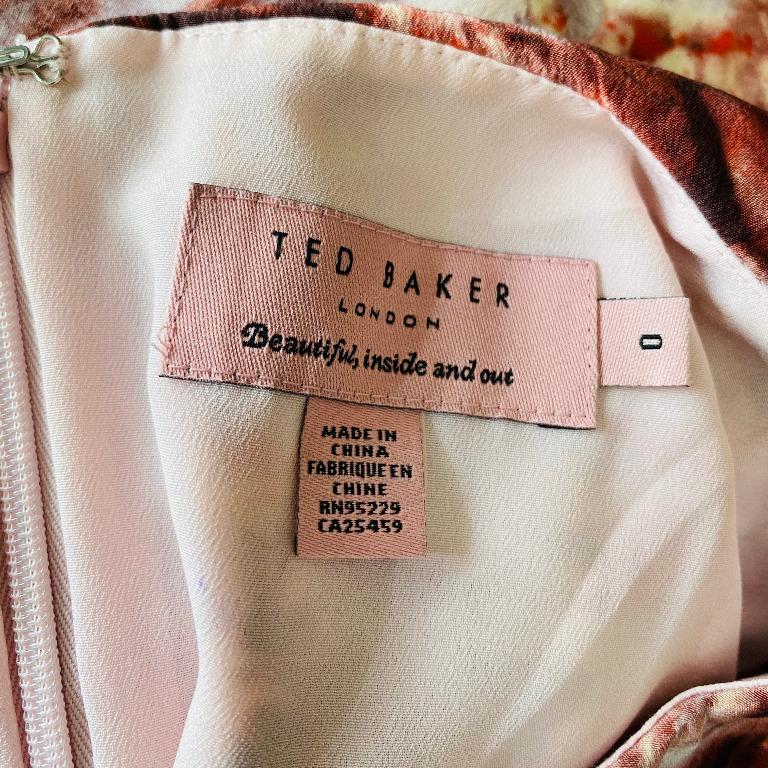 TED BAKER
LONDON
Beautiful, inside and out
0
MADE IN
CHINA
FABRIQUE EN
CHINE
RN95229
CA25459